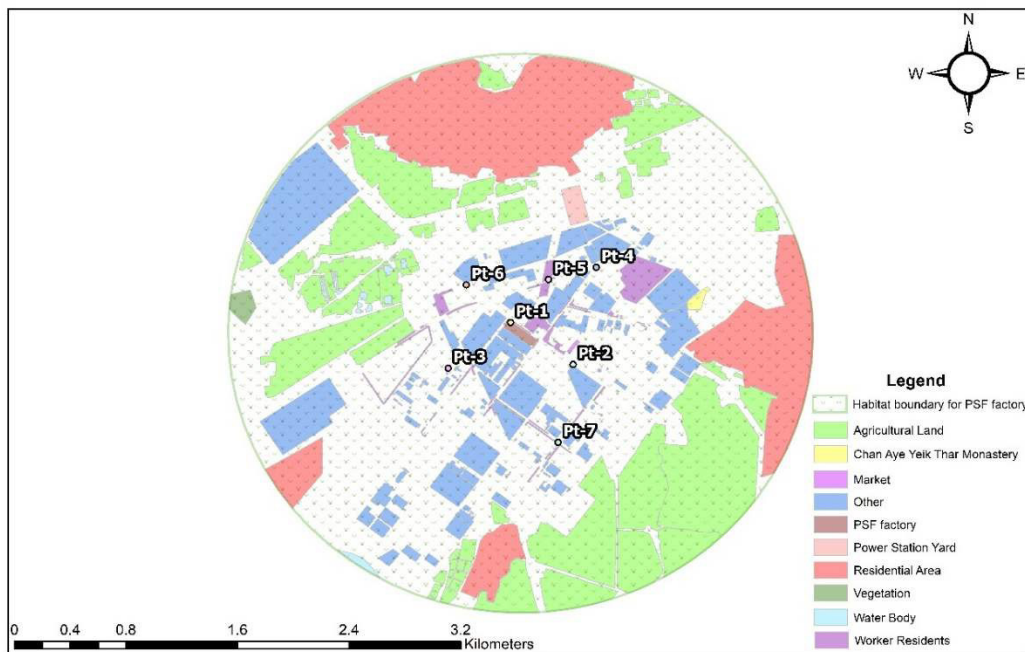 N
W E
S
Pt-4
Pt-5
Pt-6
Pt-1
Pt-2
Pt-3
Pt-7
Legend
Habitat boundary for PSF factory
Agricultural Land
Chan Aye Yeik Thar Monastery
Market
Other
PSF factory
Power Station Yard
Residential Area
Vegetation
Water Body
Worker Residents
0 0.4 0.8 1.6 2.4 3.2
Kilometers